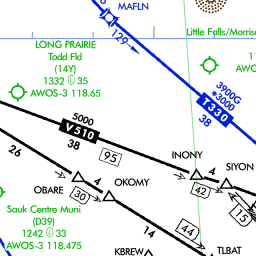 MAFLN
129
LONG PRAIRIE
Todd Fld
(14Y)
1332 35
AWOS-3 118.65
Little Falls/Morriso
3900G
*3000
T330
38
5000
V510
38
95
26
INONY
4
SIYON
42
OBARE
30
OKOMY
4
15
Sauk Centre Muni
(D39)
1242 33
AWOS-3 118.475
14
44
KBREW
TLBAT